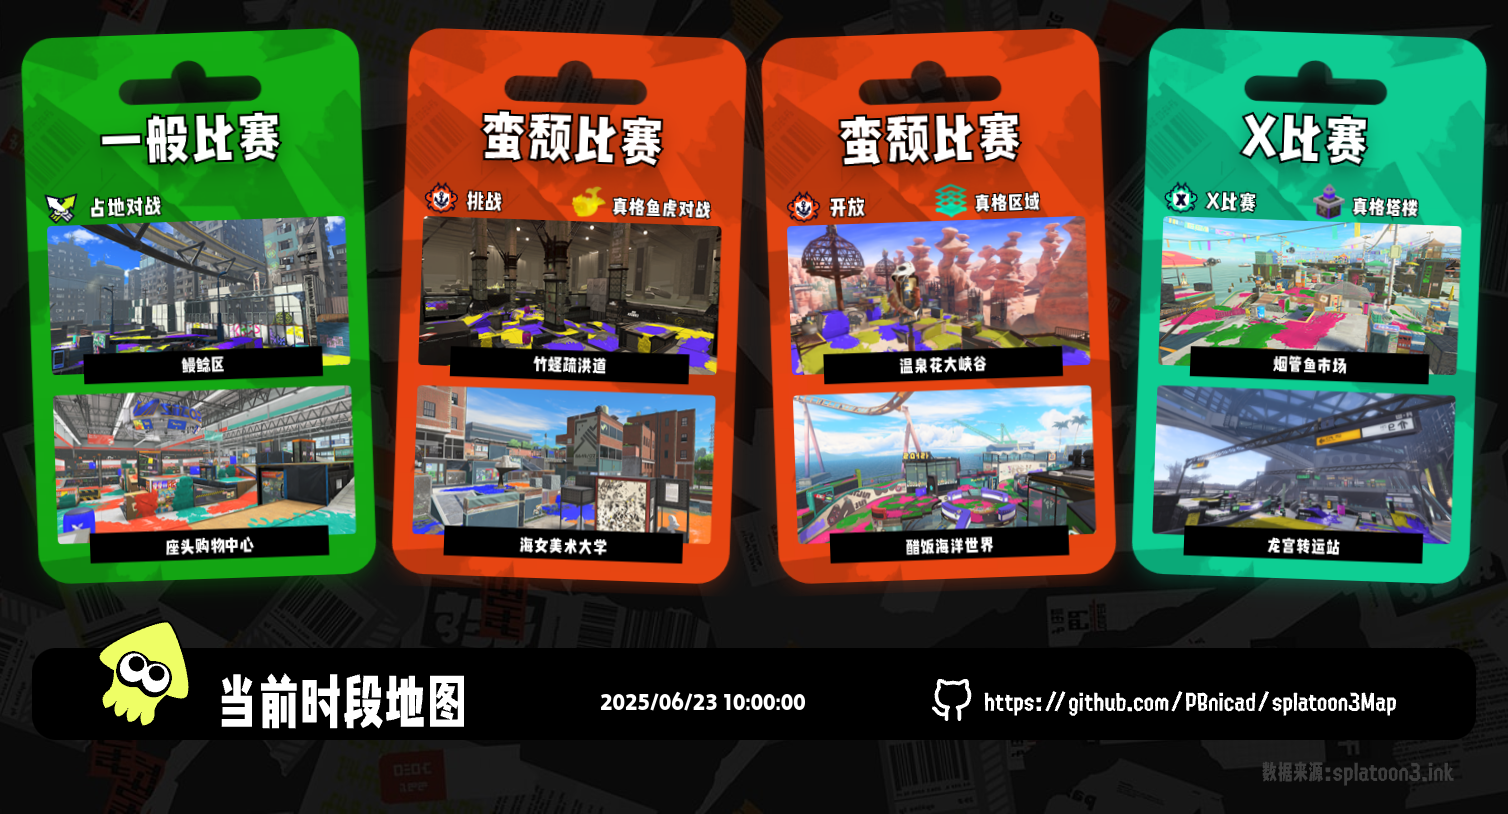 一般比赛
占地对战
鳗鲶区
座头购物中心
蛮颓比赛
挑战
真格鱼虎对战
竹蛏疏洪道
海女美术大学
蛮颓比赛
开放
真格区域
温泉花大峡谷
醋饭海洋世界
X比赛
X比赛
真格塔楼
烟管鱼市场
龙宫转运站
当前时段地图
2025/06/23 10:00:00
https://github.com/PBnicad/splatoon3Map
数据来源:splatoon3.ink